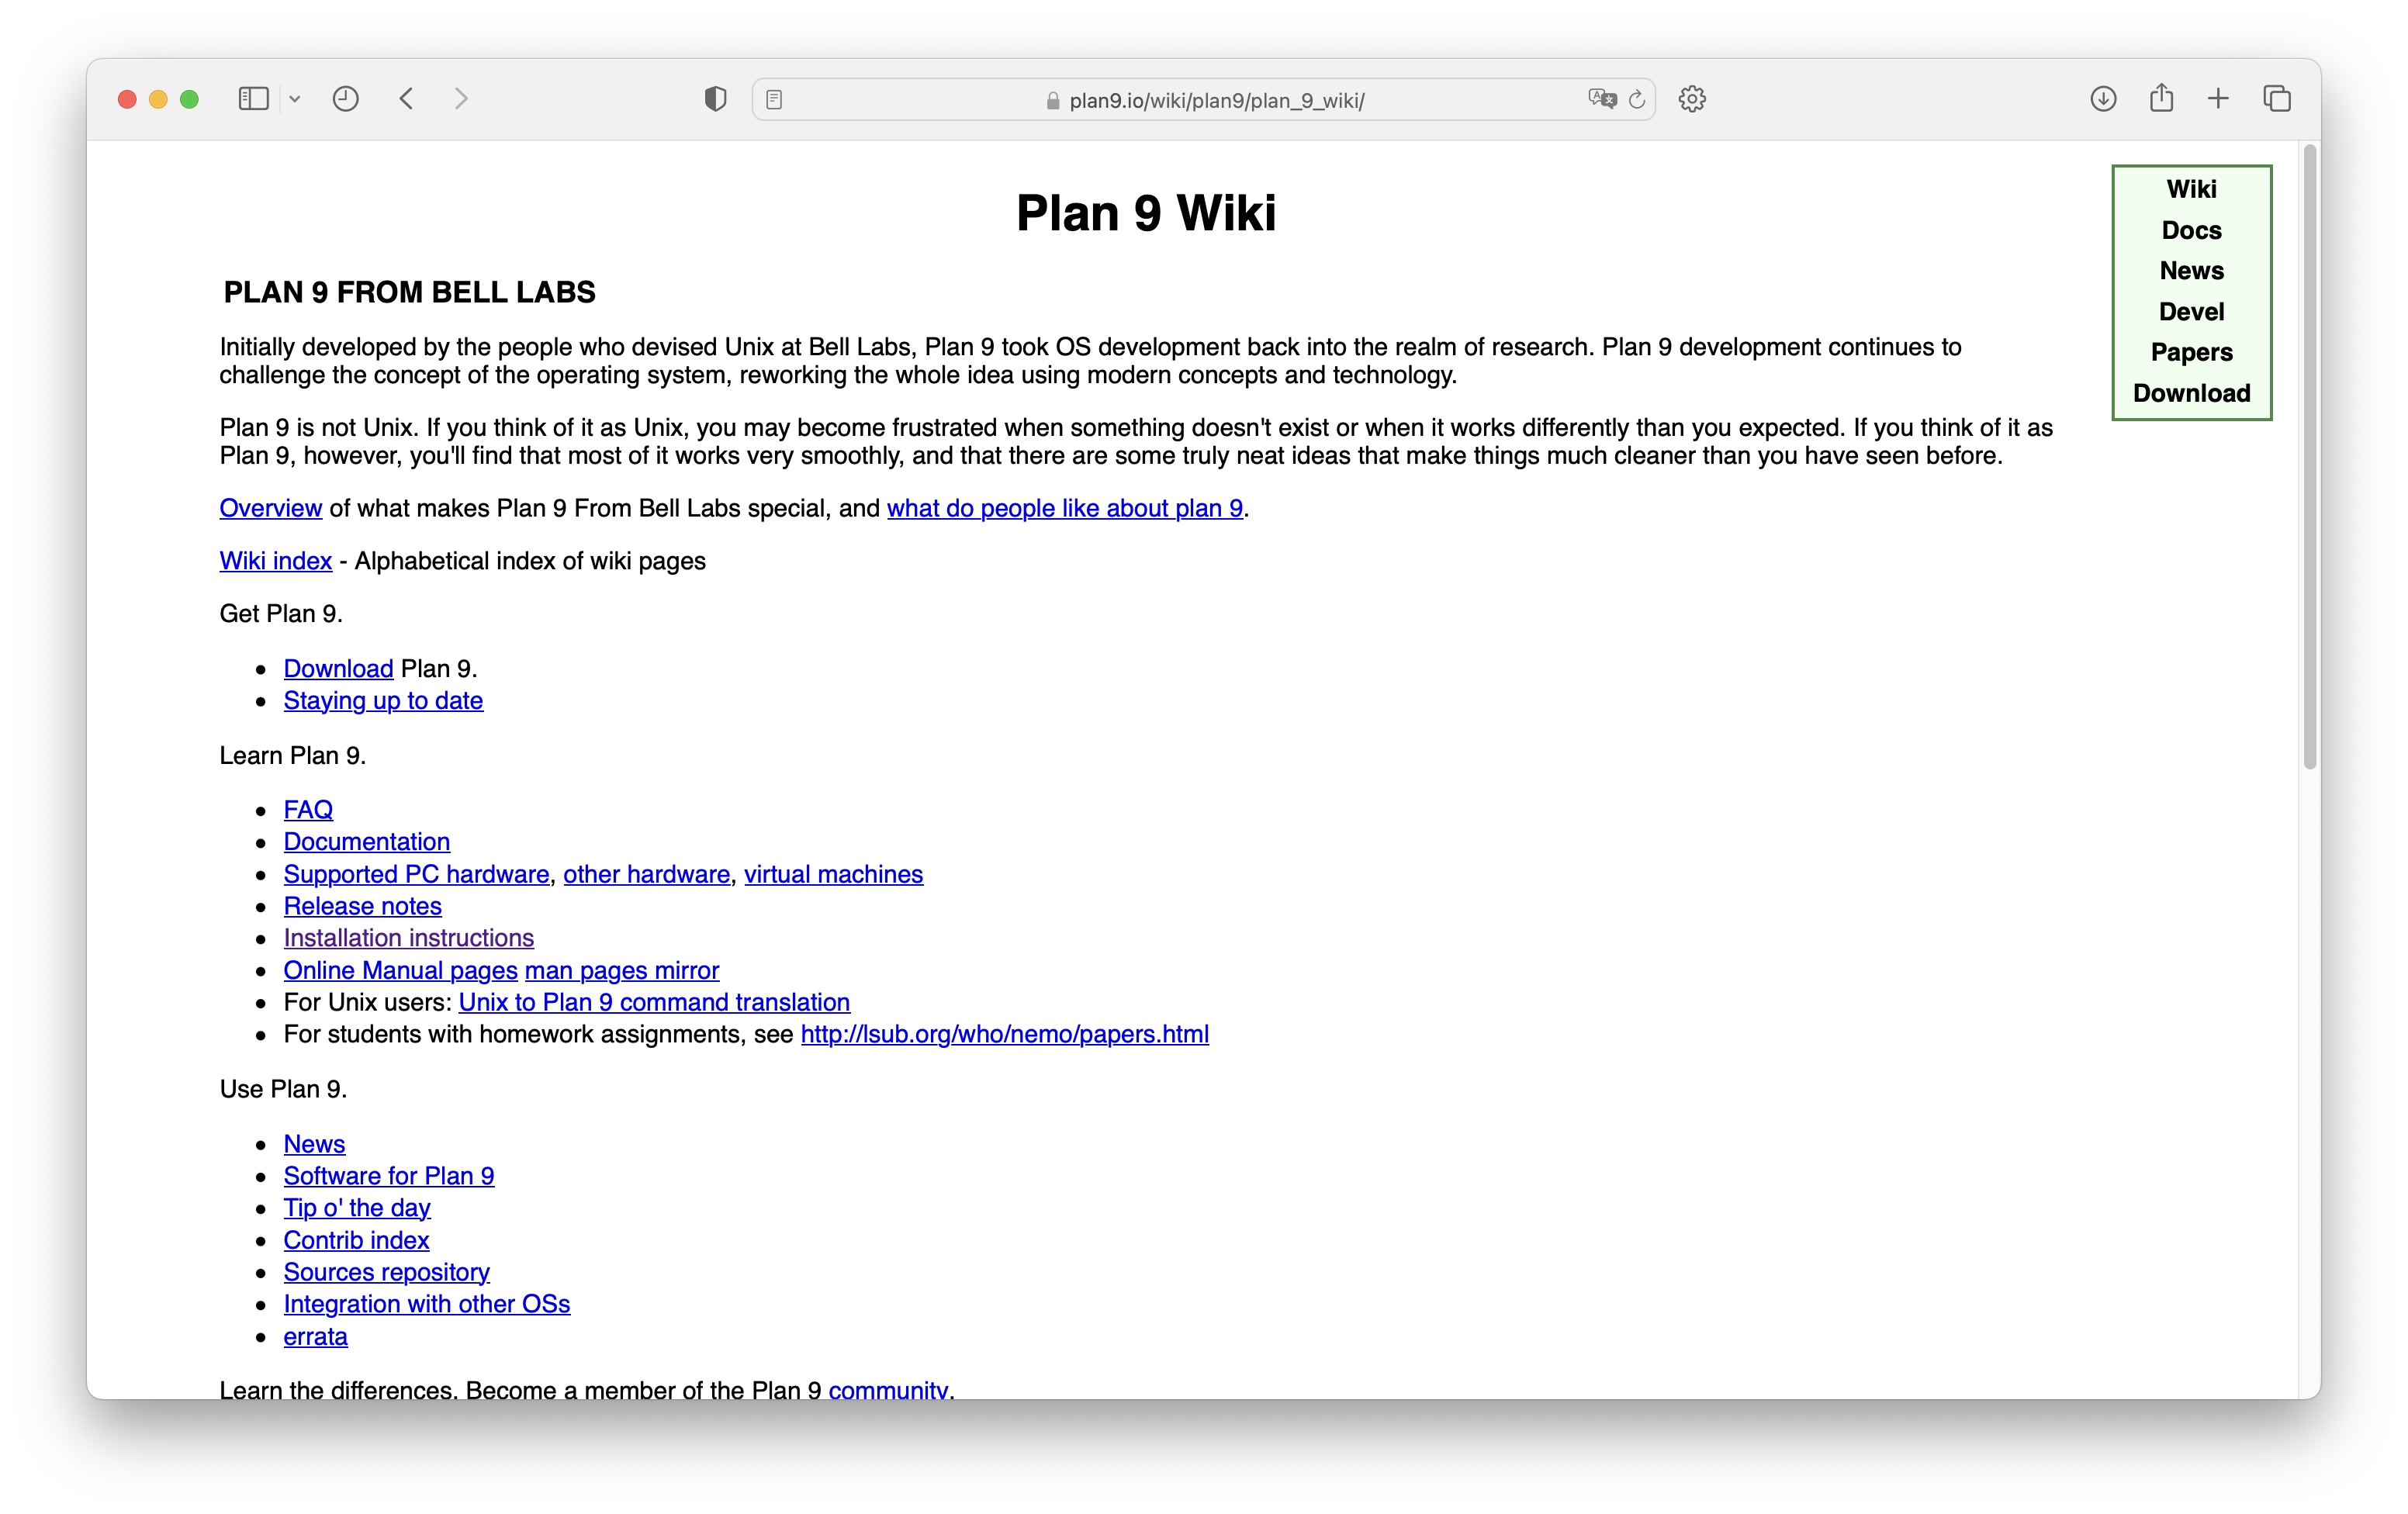 plan9.io/wiki/plan9/plan_9_wiki/
Plan 9 Wiki
Wiki
Docs
News
Devel
Papers
Download
PLAN 9 FROM BELL LABS
Initially developed by the people who devised Unix at Bell Labs, Plan 9 took OS development back into the realm of research. Plan 9 development continues to
challenge the concept of the operating system, reworking the whole idea using modern concepts and technology.
Plan 9 is not Unix. If you think of it as Unix, you may become frustrated when something doesn't exist or when it works differently than you expected. If you think of it as
Plan 9, however, you'll find that most of it works very smoothly, and that there are some truly neat ideas that make things much cleaner than you have seen before.
Overview of what makes Plan 9 From Bell Labs special, and what do people like about plan 9.
Wiki index - Alphabetical index of wiki pages
Get Plan 9.
• Download Plan 9.
• Staying up to date
Learn Plan 9.
• FAQ
• Documentation
• Supported PC hardware, other hardware, virtual machines
• Release notes
• Installation instructions
• Online Manual pages man pages mirror
• For Unix users: Unix to Plan 9 command translation
• For students with homework assignments, see http://lsub.org/who/nemo/papers.html
Use Plan 9.
• News
• Software for Plan 9
• Tip o' the day
• Contrib index
• Sources repository
• Integration with other OSs
• errata
Learn the differences. Become a member of the Plan 9 community.